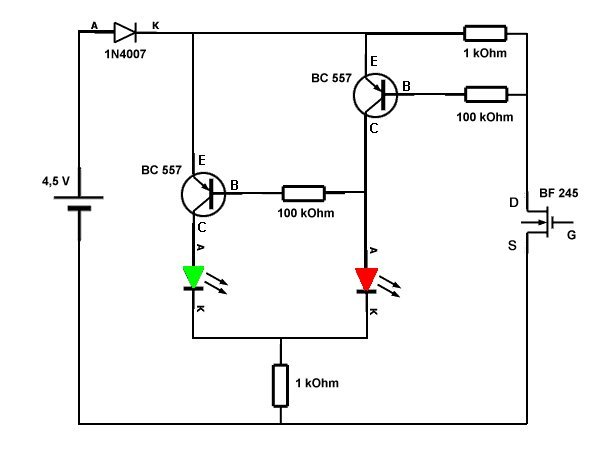 A K
1N4007
1 kOhm
E
BC 557
B
100 kOhm
C
E
BC 557
B
100 kOhm
C
4,5 V
D
BF 245
G
S
A
K
A
K
1 kOhm